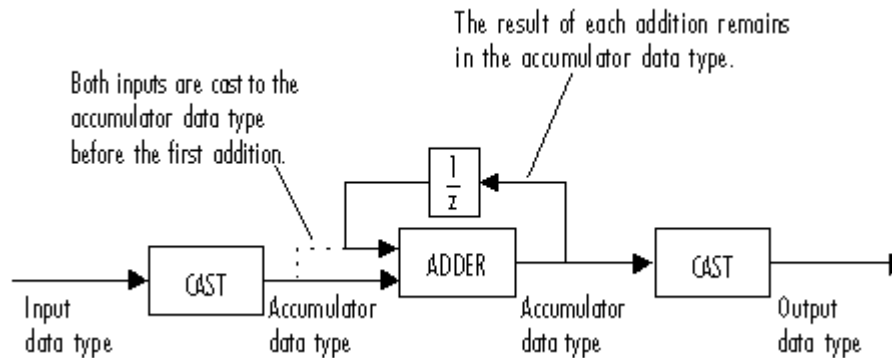 The result of each addition remains
in the accumulator data type.
Both inputs are cast to the
accumulator data type
before the first addition.
1
z
CAST
ADDER
CAST
Input
data type
Accumulator
data type
Accumulator
data type
Output
data type